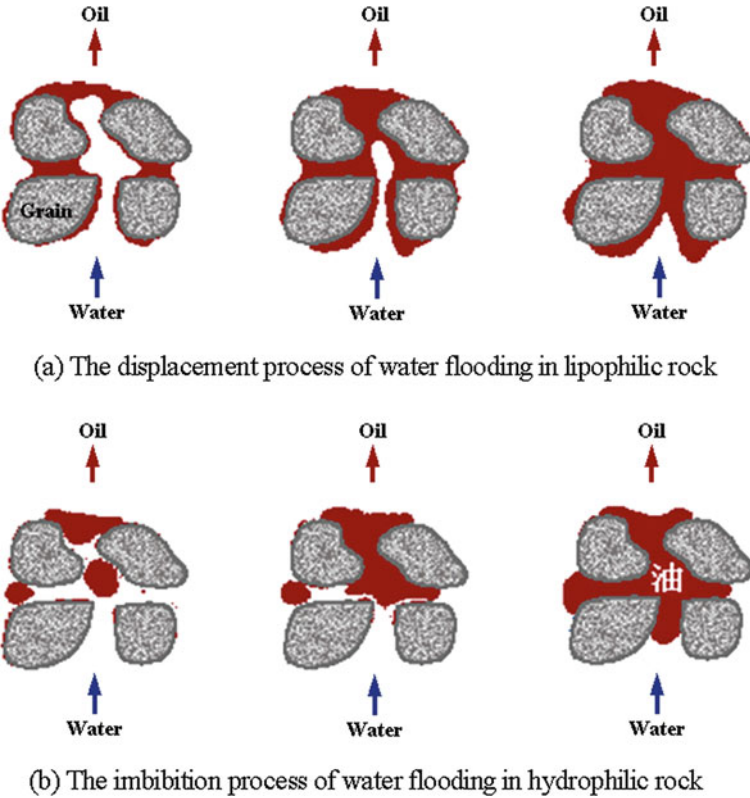 Oil Oil Oil
Grain
Water Water Water
(a) The displacement process of water flooding in lipophilic rock
Oil Oil Oil
油
Water Water Water
(b) The imbibition process of water flooding in hydrophilic rock